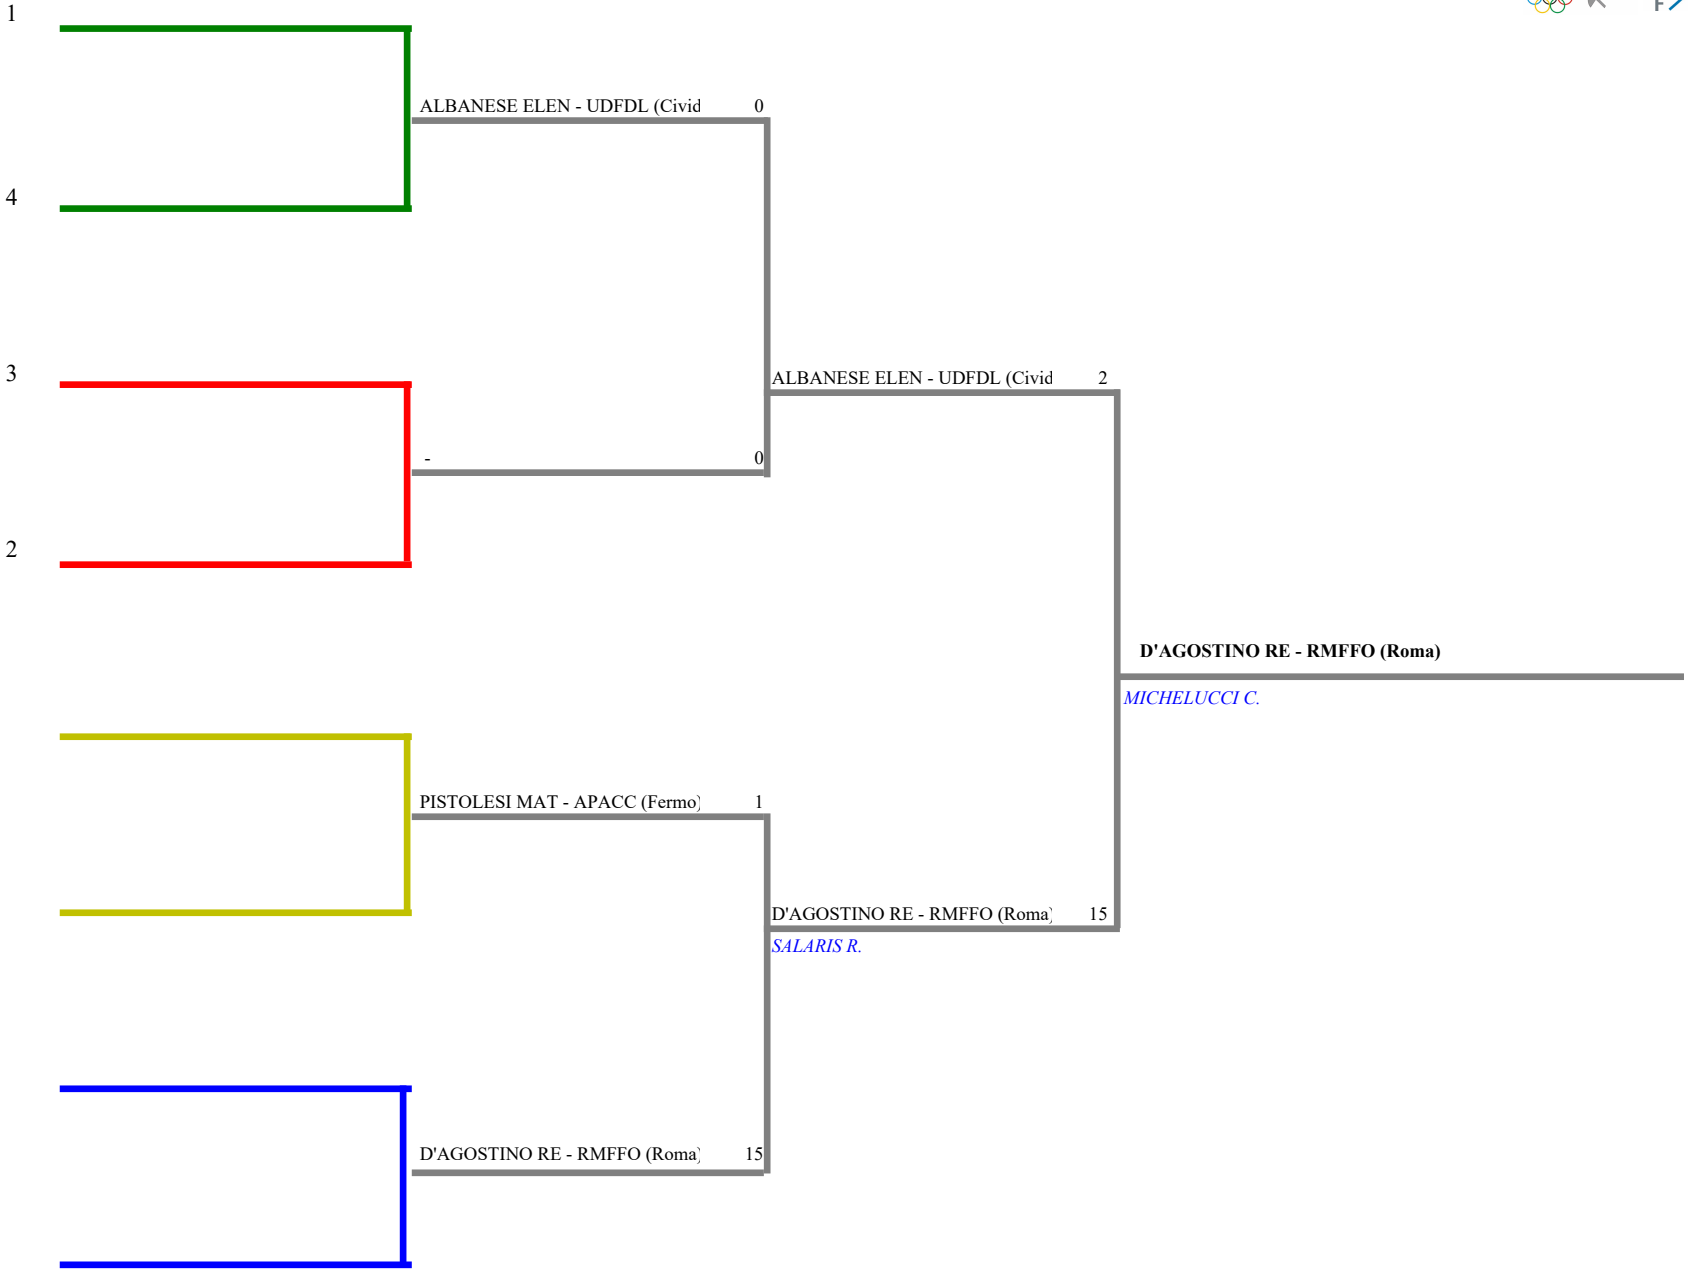 1
ALBANESE ELEN - UDFDL (Civid 0
4
3
ALBANESE ELEN - UDFDL (Civid 2
- 0
2
D'AGOSTINO RE - RMFFO (Roma)
MICHELUCCI C.
PISTOLESI MAT - APACC (Fermo) 1
D'AGOSTINO RE - RMFFO (Roma) 15
SALARIS R.
D'AGOSTINO RE - RMFFO (Roma) 15